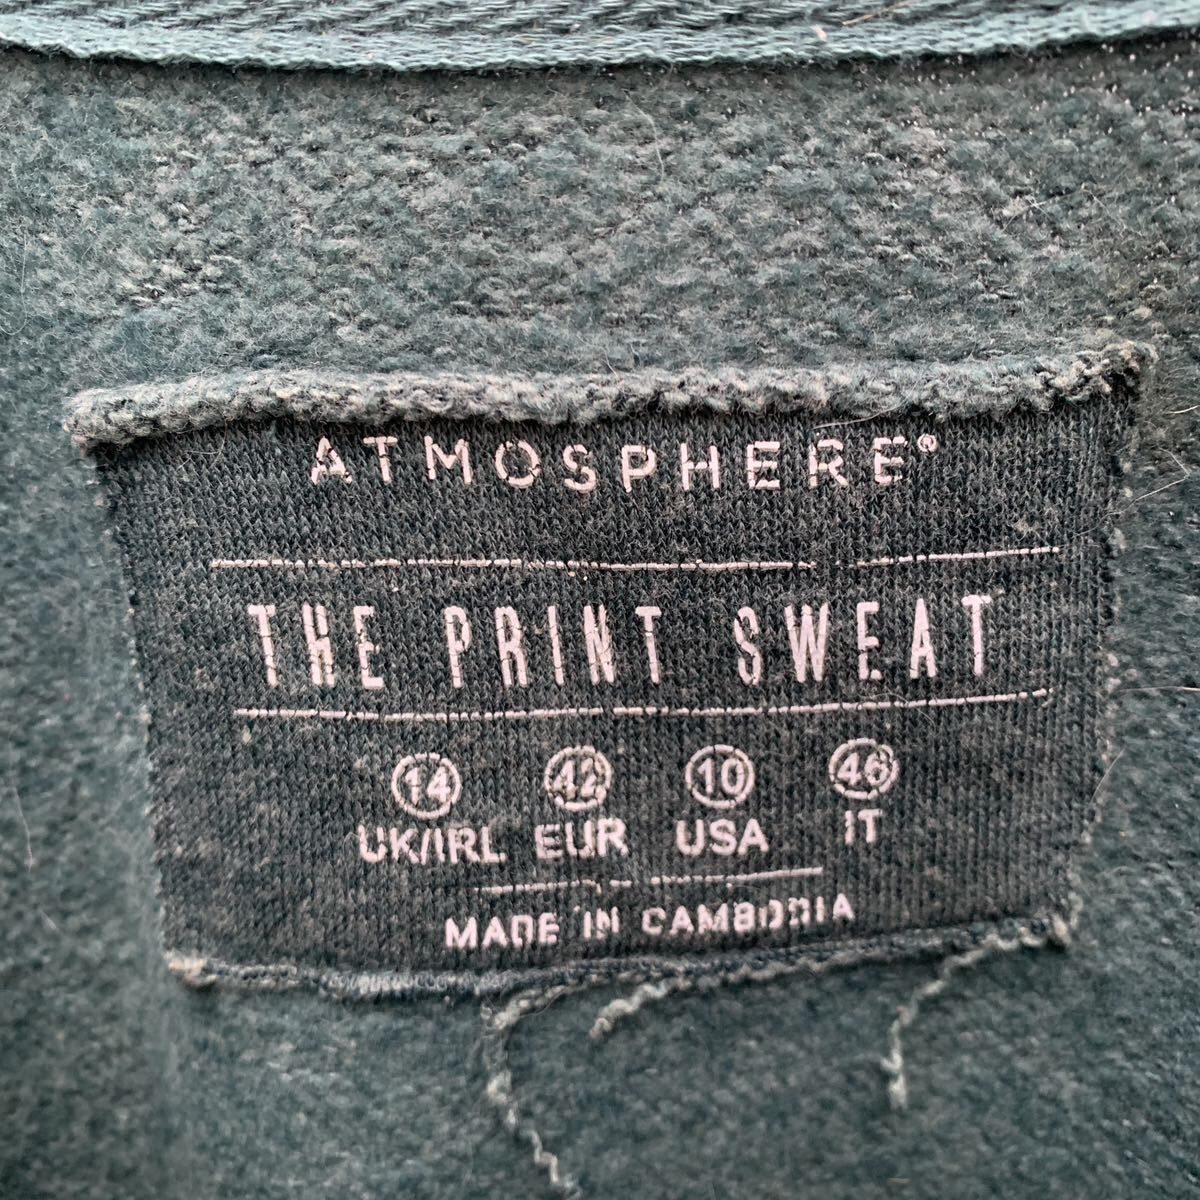 ATMOSPHERE®
THE PRINT SWEAT
14 42 10 46
UK/IRL EUR USA IT
MADE IN CAMBODIA